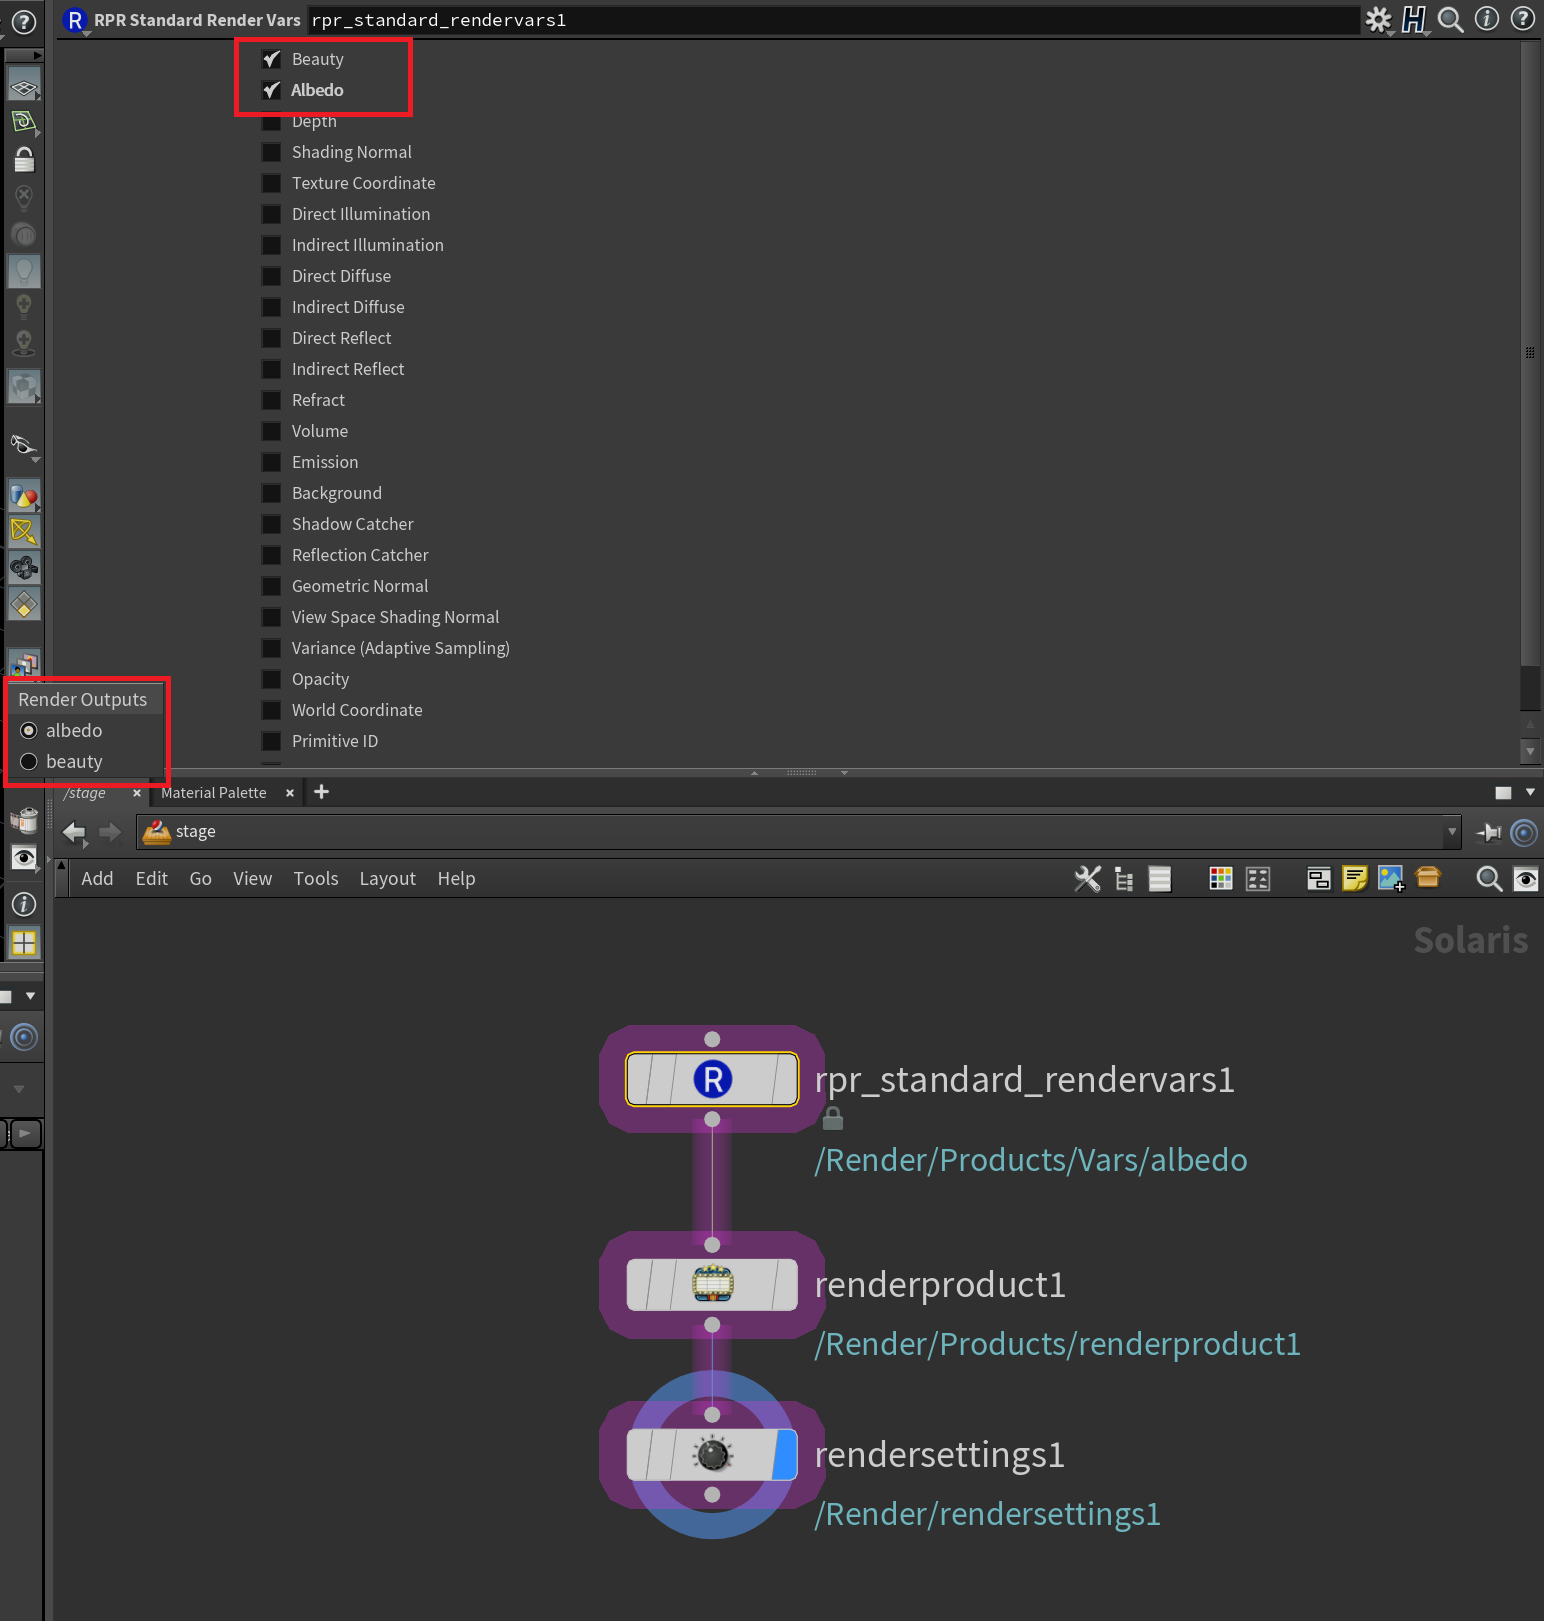 RPR Standard Render Vars rpr_standard_rendervars1
Beauty
Albedo
Depth
Shading Normal
Texture Coordinate
Direct Illumination
Indirect Illumination
Direct Diffuse
Indirect Diffuse
Direct Reflect
Indirect Reflect
Refract
Volume
Emission
Background
Shadow Catcher
Reflection Catcher
Geometric Normal
View Space Shading Normal
Variance (Adaptive Sampling)
Opacity
World Coordinate
Primitive ID
Render Outputs
albedo
beauty
/stage Material Palette
stage
Add Edit Go View Tools Layout Help
Solaris
rpr_standard_rendervars1
/Render/Products/Vars/albedo
renderproduct1
/Render/Products/renderproduct1
rendersettings1
/Render/rendersettings1